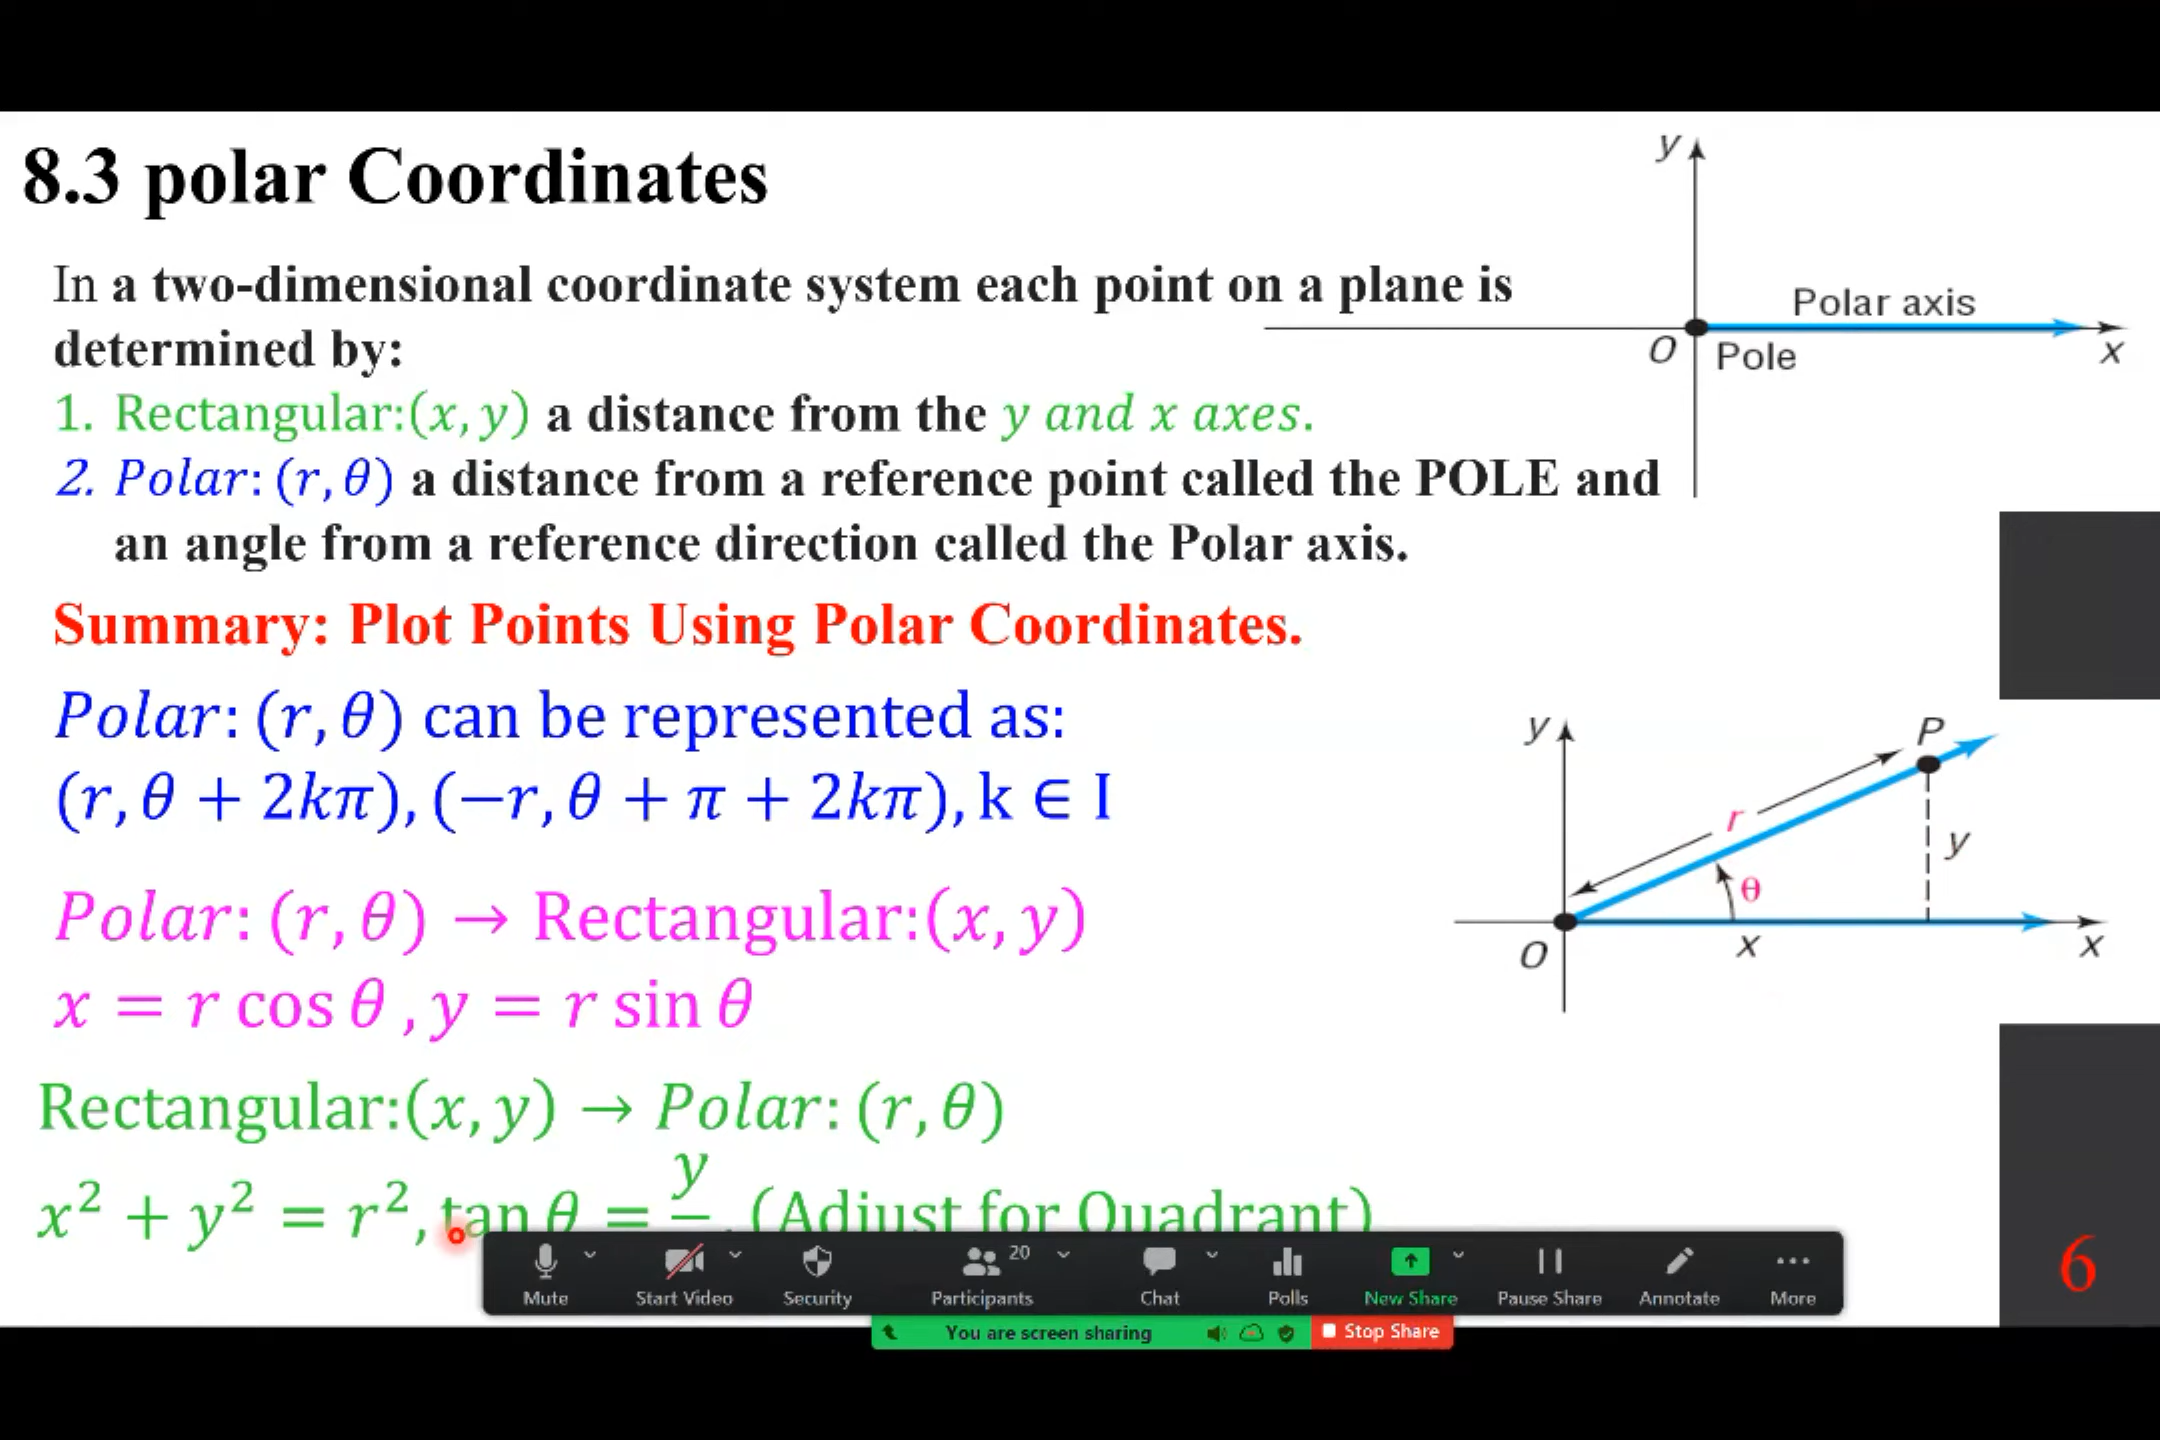 8.3 polar Coordinates
y
Polar axis
O Pole x
In a two-dimensional coordinate system each point on a plane is
determined by:
1. Rectangular:(x, y) a distance from the y and x axes.
2. Polar: (r, θ) a distance from a reference point called the POLE and
an angle from a reference direction called the Polar axis.
Summary: Plot Points Using Polar Coordinates.
Polar: (r, θ) can be represented as:
(r, θ + 2kπ), (−r, θ + π + 2kπ), k ∈ I
y P
r
y
θ
O x x
Polar: (r, θ) → Rectangular:(x, y)
x = r cos θ , y = r sin θ
Rectangular:(x, y) → Polar: (r, θ)
x² + y² = r², tan θ = y (Adjust for Quadrant)
6
20
Mute Start Video Security Participants Chat Polls New Share Pause Share Annotate More
You are screen sharing Stop Share